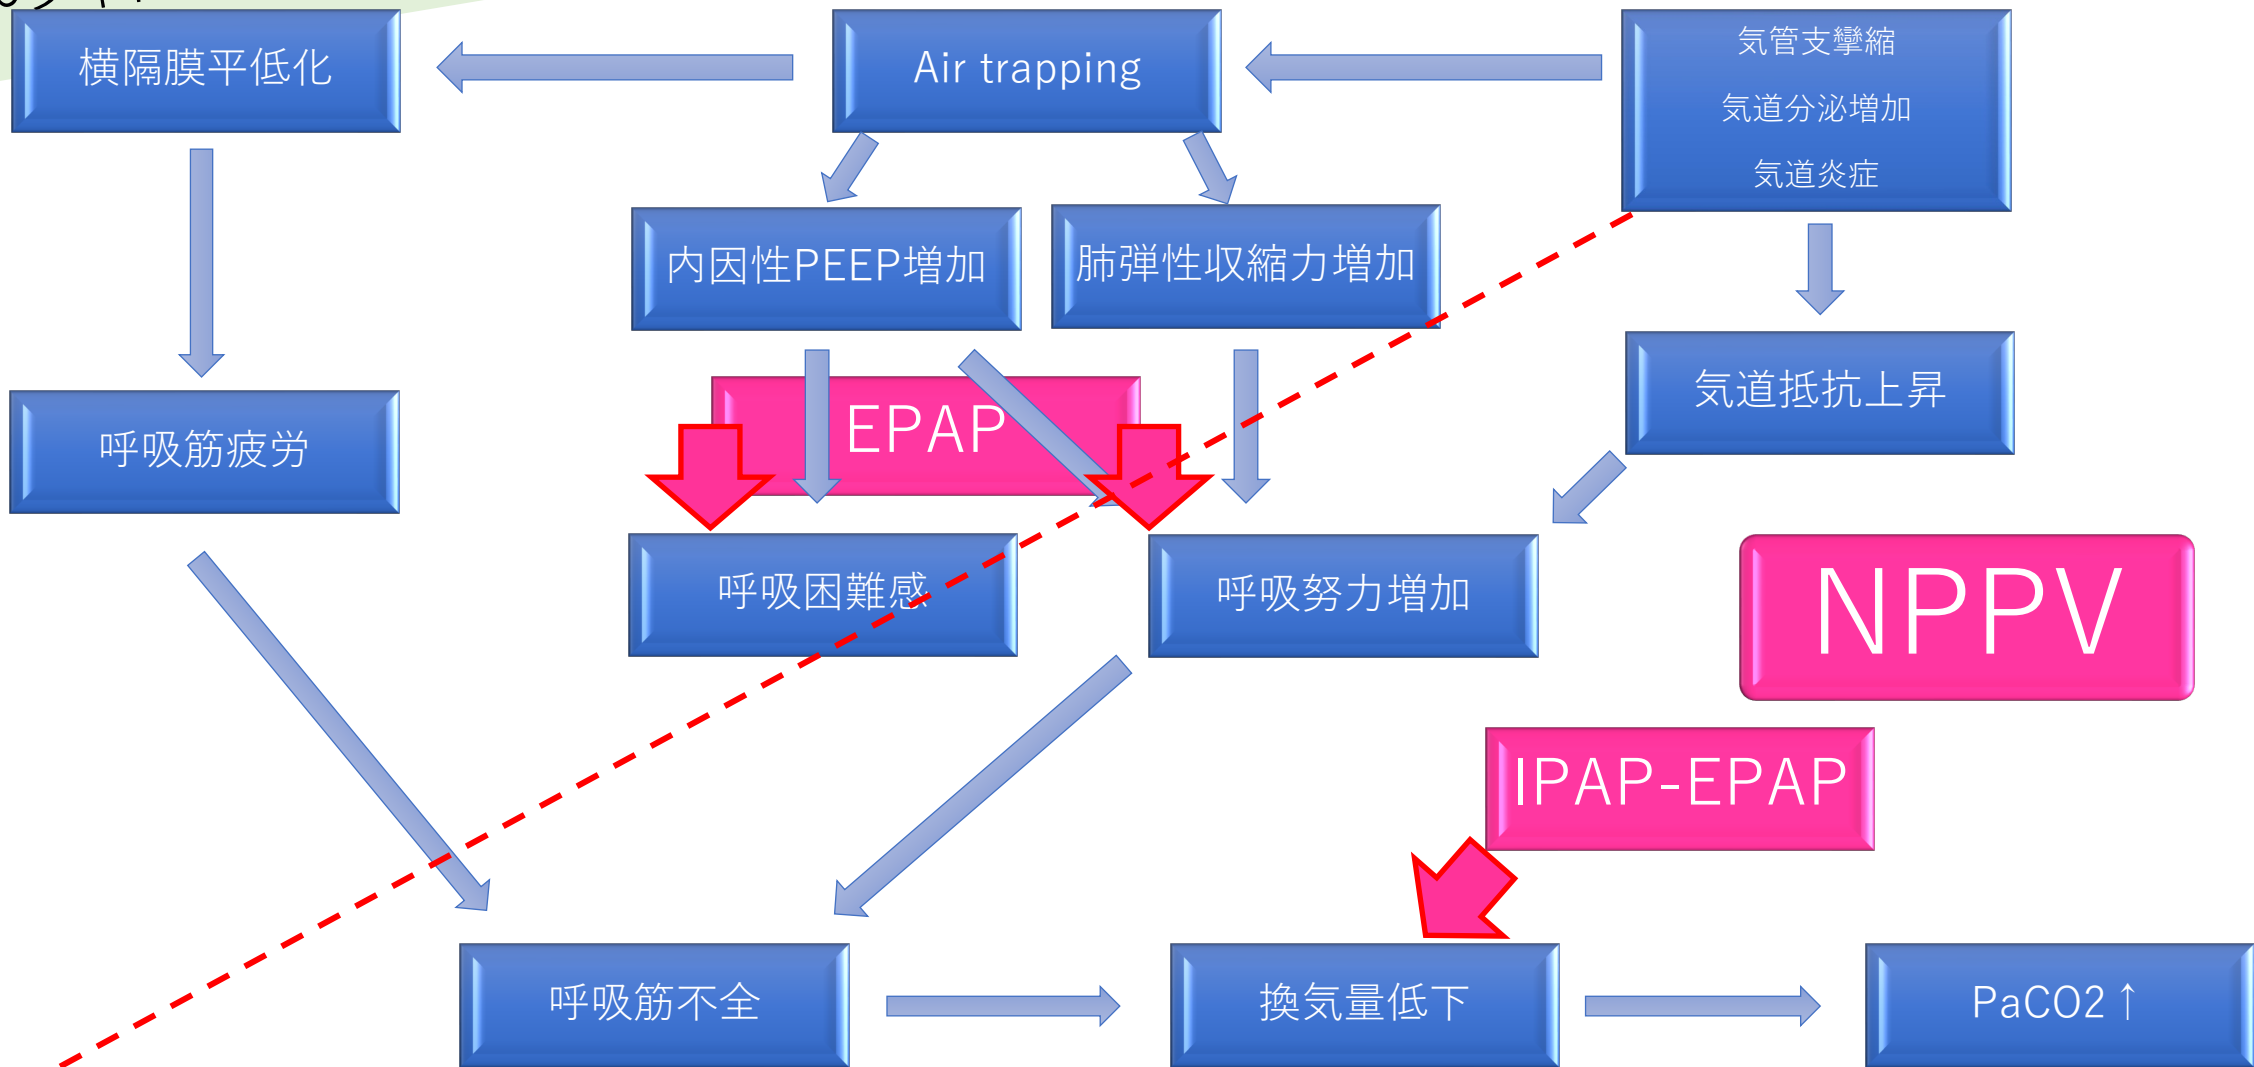 横隔膜平低化
Air trapping
気管支攣縮
気道分泌増加
気道炎症
内因性PEEP増加
肺弾性収縮力増加
気道抵抗上昇
EPAP
呼吸筋疲労
呼吸困難感
呼吸努力増加
NPPV
IPAP-EPAP
呼吸筋不全
換気量低下
PaCO2↑